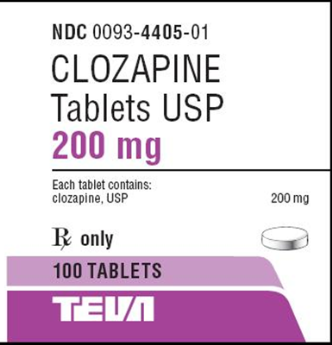 NDC 0093-4405-01
CLOZAPINE
Tablets USP
200 mg
Each tablet contains:
clozapine, USP 200 mg
℞ only
100 TABLETS
TEVA